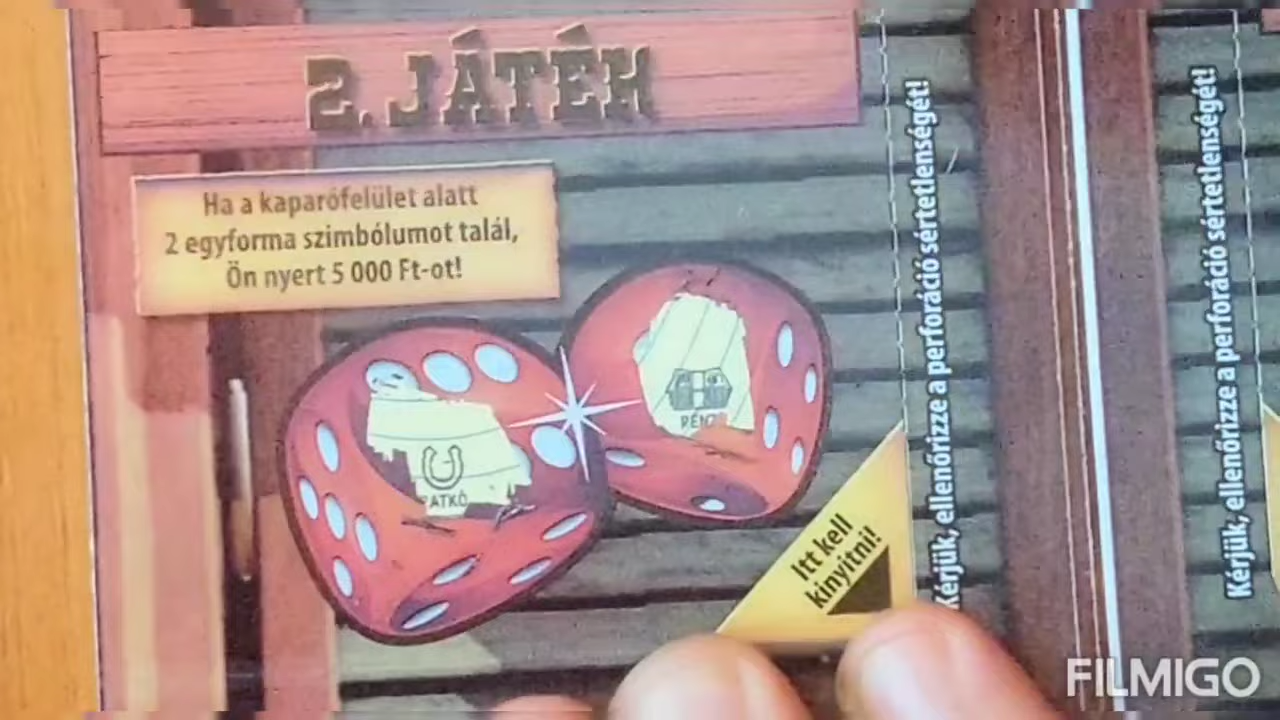 2. JÁTÉK
Ha a kaparófelület alatt
2 egyforma szimbólumot talál,
Ön nyert 5 000 Ft-ot!
PÉNZ
ATKÓ
Itt kell
kinyitni!
Kérjük, ellenőrizze a perforáció sértetlenségét!
Kérjük, ellenőrizze a perforáció sértetlenségét!
FILMIGO